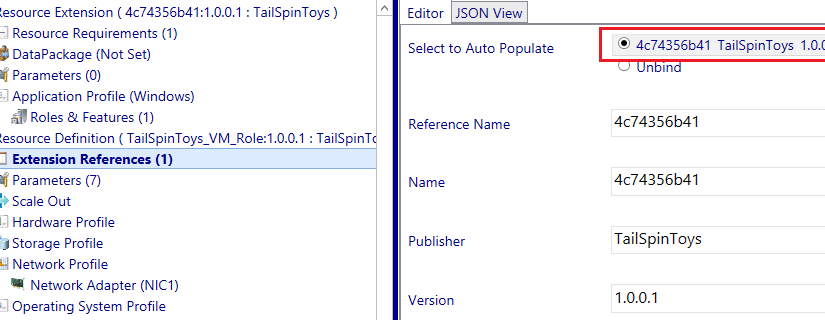 Resource Extension ( 4c74356b41:1.0.0.1 : TailSpinToys )
Resource Requirements (1)
DataPackage (Not Set)
Parameters (0)
Application Profile (Windows)
Roles & Features (1)
Resource Definition ( TailSpinToys_VM_Role:1.0.0.1 : TailSpinTo
Extension References (1)
Parameters (7)
Scale Out
Hardware Profile
Storage Profile
Network Profile
Network Adapter (NIC1)
Operating System Profile
Editor JSON View
Select to Auto Populate
4c74356b41 TailSpinToys 1.0.0
Unbind
Reference Name
4c74356b41
Name
4c74356b41
Publisher
TailSpinToys
Version
1.0.0.1